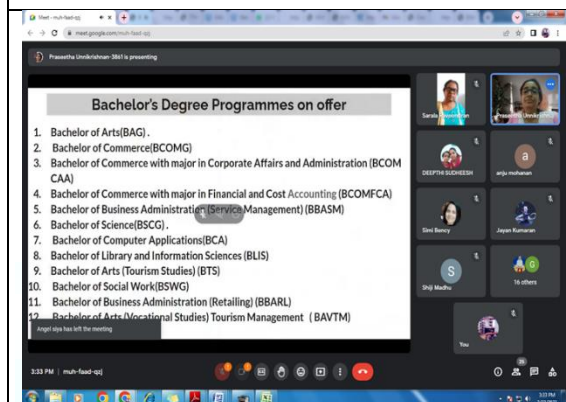 Meet - muh-faad-qzj
meet.google.com/muh-faad-qzj
Praseetha Unnikrishnan-3861 is presenting
Bachelor's Degree Programmes on offer
1. Bachelor of Arts(BAG) .
2. Bachelor of Commerce(BCOMG)
3. Bachelor of Commerce with major in Corporate Affairs and Administration (BCOM
CAA)
4. Bachelor of Commerce with major in Financial and Cost Accounting (BCOMFCA)
5. Bachelor of Business Administration (Service Management) (BBASM)
6. Bachelor of Science(BSCG) .
7. Bachelor of Computer Applications(BCA)
8. Bachelor of Library and Information Sciences (BLIS)
9. Bachelor of Arts (Tourism Studies) (BTS)
10. Bachelor of Social Work(BSWG)
11. Bachelor of Business Administration (Retailing) (BBARL)
12. Bachelor of Arts (Vocational Studies) Tourism Management ( BAVTM)
Angel siya has left the meeting
Sarala
Praseetha
DEEPTHI SUDHEESH
a
anju mohanan
Simi Bency
Jayan Kumaran
S
Shiji Madhu
G
16 others
You
3:33 PM | muh-faad-qzj
3:33 PM